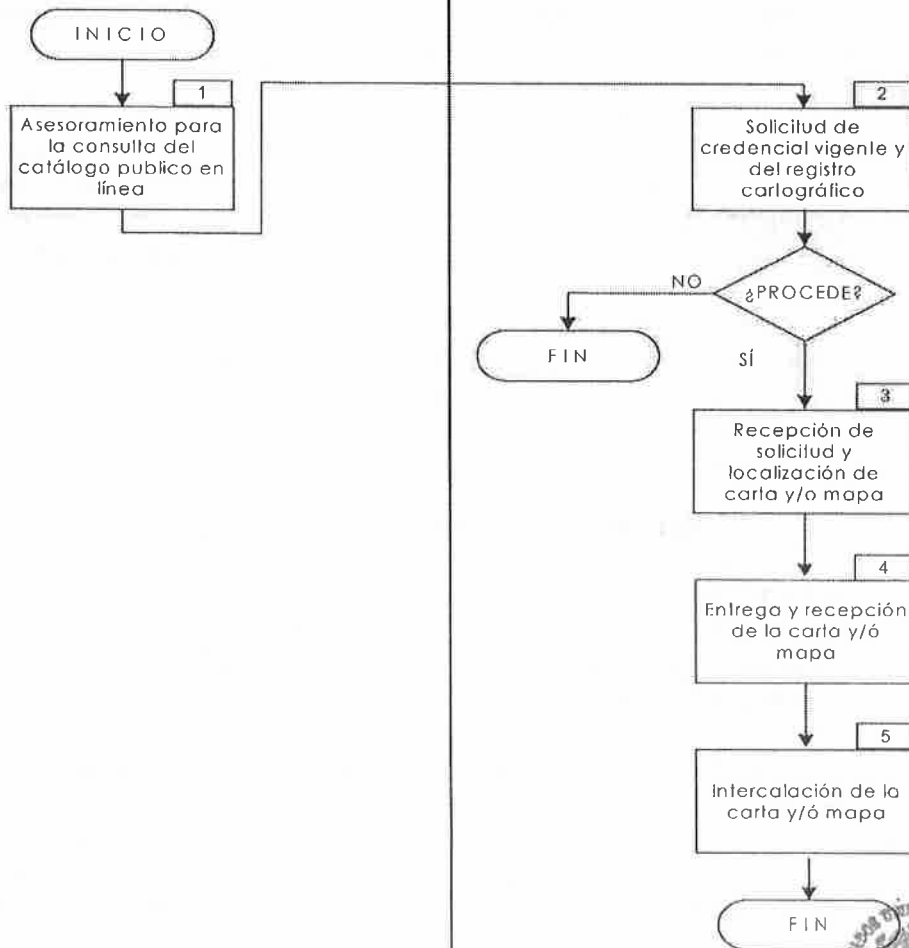 INICIO
1
Asesoramiento para
la consulta del
catálogo publico en
línea
2
Solicitud de
credencial vigente y
del registro
cartográfico
¿PROCEDE?
NO
FIN
SÍ
3
Recepción de
solicitud y
localización de
carta y/o mapa
4
Entrega y recepción
de la carta y/ó
mapa
5
Intercalación de la
carta y/ó mapa
FIN